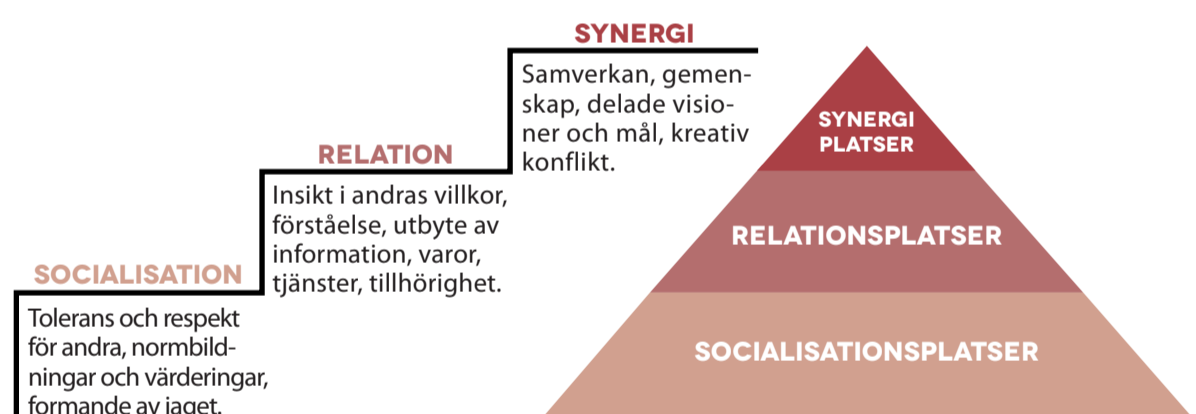 SYNERGI
Samverkan, gemen-
skap, delade visio-
ner och mål, kreativ
konflikt.
RELATION
Insikt i andras villkor,
förståelse, utbyte av
information, varor,
tjänster, tillhörighet.
SOCIALISATION
Tolerans och respekt
för andra, normbild-
ningar och värderingar,
formande av jaget.
SYNERGI
PLATSER
RELATIONSPLATSER
SOCIALISATIONSPLATSER